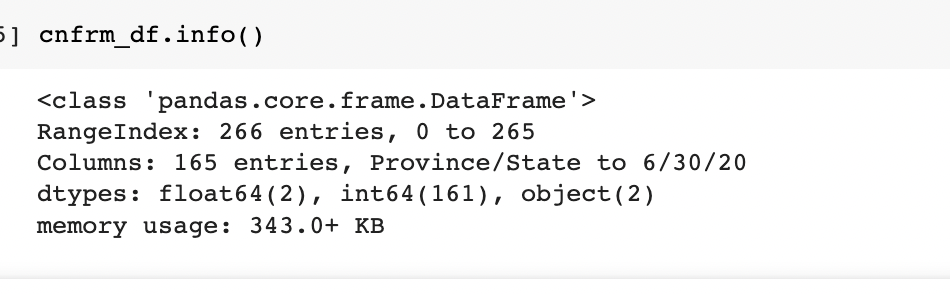 5] cnfrm_df.info()
<class 'pandas.core.frame.DataFrame'>
RangeIndex: 266 entries, 0 to 265
Columns: 165 entries, Province/State to 6/30/20
dtypes: float64(2), int64(161), object(2)
memory usage: 343.0+ KB